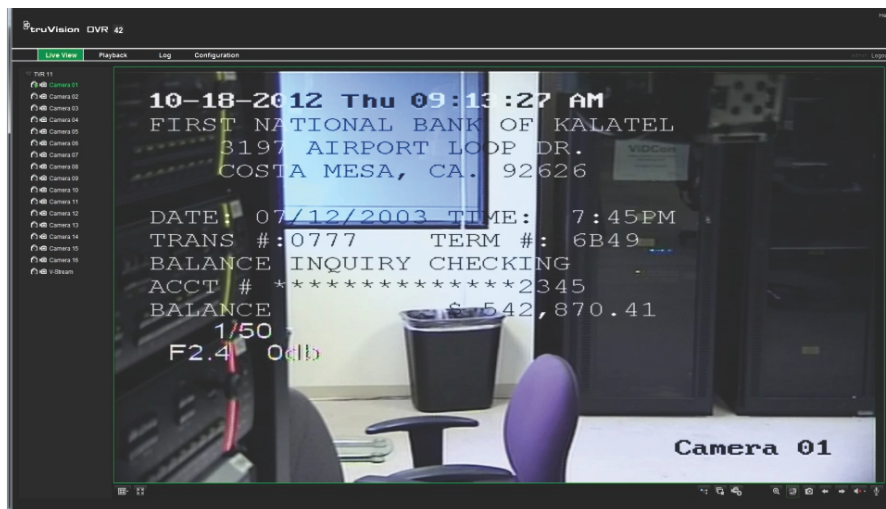 truVision DVR 42
Live View Playback Log Configuration
TVR 11
Camera 01
Camera 02
Camera 03
Camera 04
Camera 05
Camera 06
Camera 07
Camera 08
Camera 09
Camera 10
Camera 11
Camera 12
Camera 13
Camera 14
Camera 15
Camera 16
V-Stream
10-18-2012 Thu 09:13:27 AM
FIRST NATIONAL BANK OF KALATEL
3197 AIRPORT LOOP DR.
COSTA MESA, CA. 92626
ViDCon
DATE: 07/12/2003 TIME: 7:45PM
TRANS #:0777 TERM #: 6B49
BALANCE INQUIRY CHECKING
ACCT # **************2345
BALANCE $ 542,870.41
1/50
F2.4 0db
Camera 01